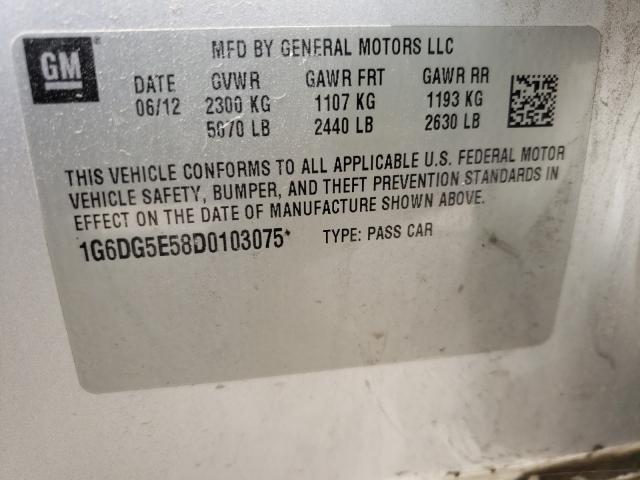 GM
MFD BY GENERAL MOTORS LLC
DATE GVWR GAWR FRT GAWR RR
06/12 2300 KG 1107 KG 1193 KG
5070 LB 2440 LB 2630 LB
THIS VEHICLE CONFORMS TO ALL APPLICABLE U.S. FEDERAL MOTOR
VEHICLE SAFETY, BUMPER, AND THEFT PREVENTION STANDARDS IN
EFFECT ON THE DATE OF MANUFACTURE SHOWN ABOVE.
1G6DG5E58D0103075* TYPE: PASS CAR